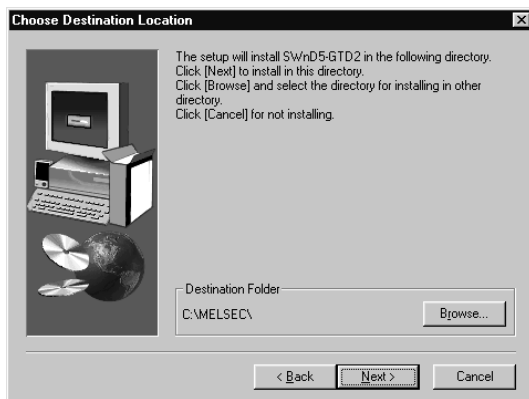 Choose Destination Location
The setup will install SWnD5-GTD2 in the following directory.
Click [Next] to install in this directory.
Click [Browse] and select the directory for installing in other
directory.
Click [Cancel] for not installing.
Destination Folder
C:\MELSEC\
Browse...
< Back
Next >
Cancel